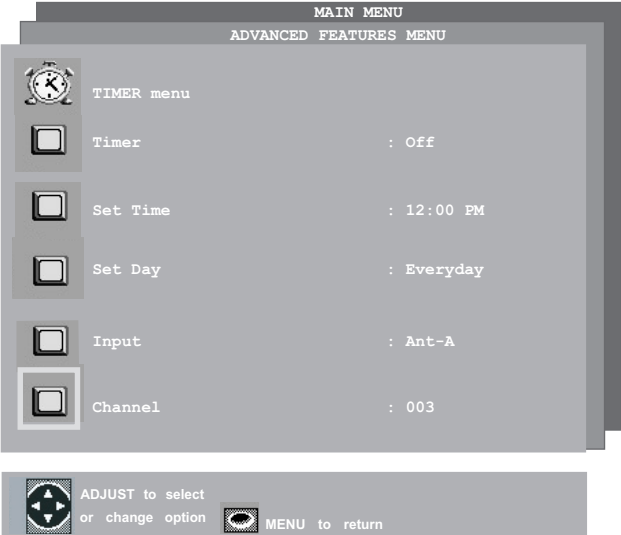 MAIN MENU
ADVANCED FEATURES MENU
TIMER menu
Timer : Off
Set Time : 12:00 PM
Set Day : Everyday
Input : Ant-A
Channel : 003
ADJUST to select
or change option
MENU to return